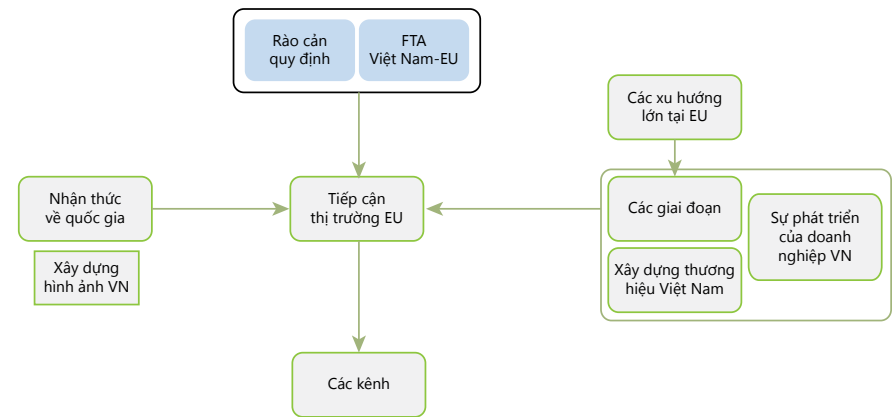 Rào cản
quy định
FTA
Việt Nam-EU
Các xu hướng
lớn tại EU
Nhận thức
về quốc gia
Tiếp cận
thị trường EU
Các giai đoạn
Sự phát triển
của doanh
nghiệp VN
Xây dựng
hình ảnh VN
Xây dựng thương
hiệu Việt Nam
Các kênh